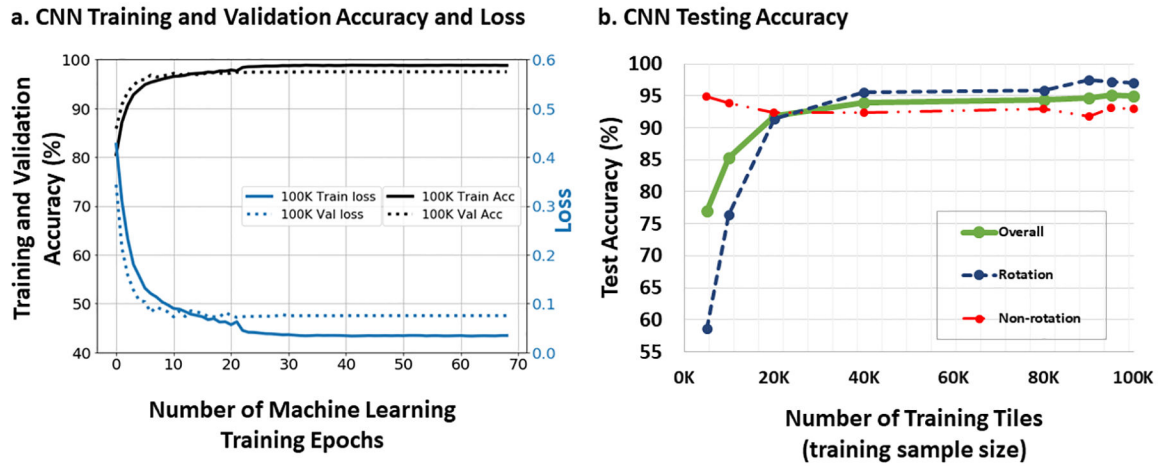 a. CNN Training and Validation Accuracy and Loss
Training and Validation
Accuracy (%)
100
90
80
70
60
50
40
0.6
0.5
0.4
0.3
0.2
0.1
0.0
Loss
100K Train loss
100K Val loss
100K Train Acc
100K Val Acc
0 10 20 30 40 50 60 70
Number of Machine Learning
Training Epochs
b. CNN Testing Accuracy
Test Accuracy (%)
100
95
90
85
80
75
70
65
60
55
Overall
Rotation
Non-rotation
0K 20K 40K 60K 80K 100K
Number of Training Tiles
(training sample size)